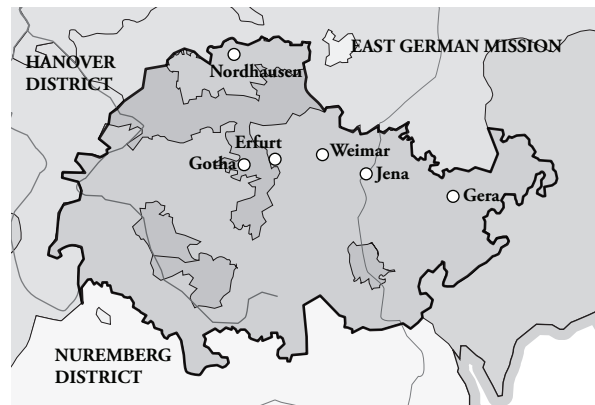 EAST GERMAN MISSION
HANOVER
DISTRICT
Nordhausen
Erfurt
Weimar
Gotha
Jena
Gera
NUREMBERG
DISTRICT